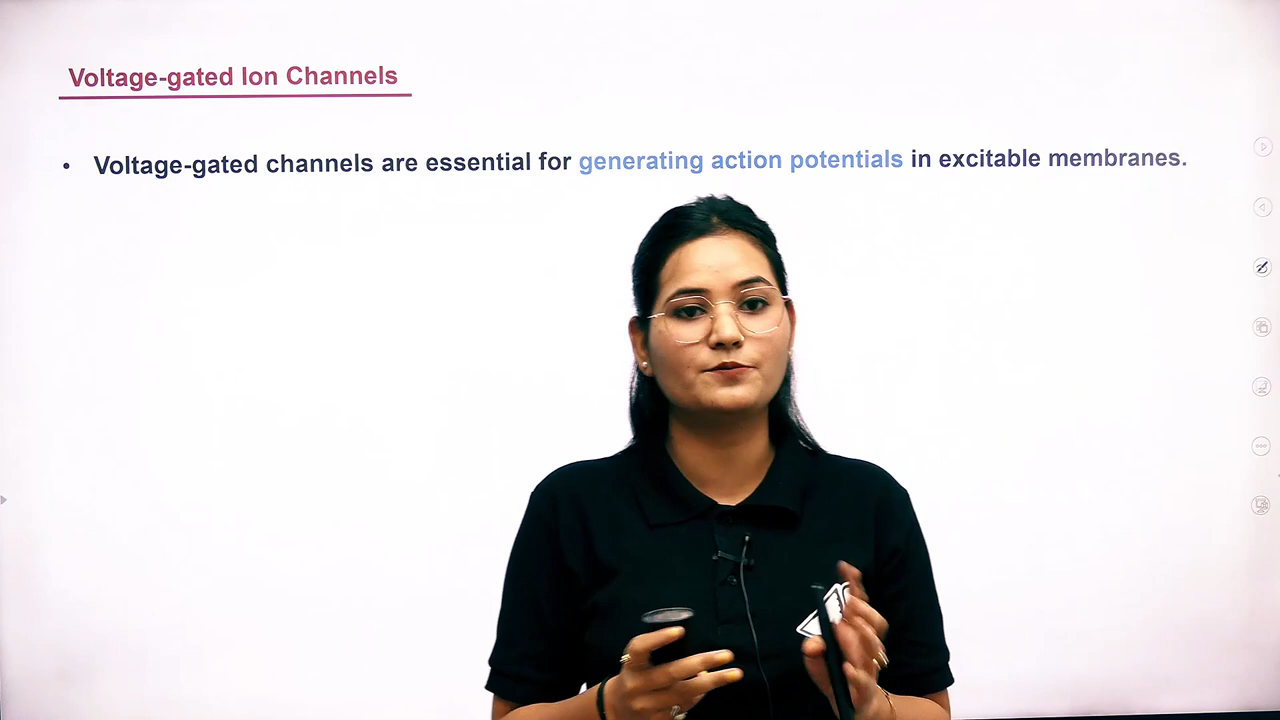 Voltage-gated Ion Channels
• Voltage-gated channels are essential for generating action potentials in excitable membranes.